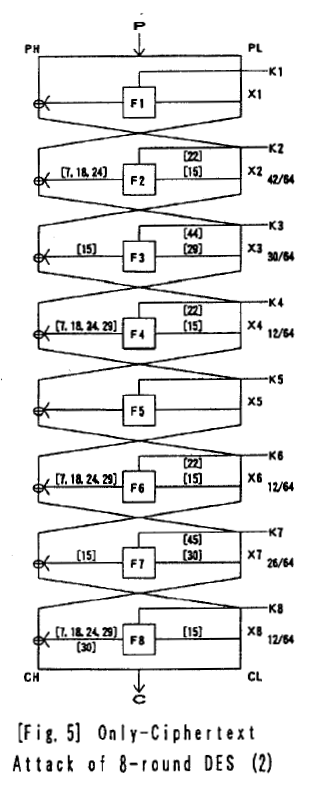 P
PH PL
K1
F1 X1
K2
[22]
[7, 18, 24] F2 [15] X2 42/64
K3
[44]
[15] F3 [29] X3 30/64
K4
[22]
[7, 18, 24, 29] F4 [15] X4 12/64
K5
F5 X5
K6
[22]
[7, 18, 24, 29] F6 [15] X6 12/64
K7
[45]
[15] F7 [30] X7 26/64
K8
[7, 18, 24, 29] F8 [15] X8 12/64
[30]
CH CL
C
[Fig. 5] Only-Ciphertext
Attack of 8-round DES (2)